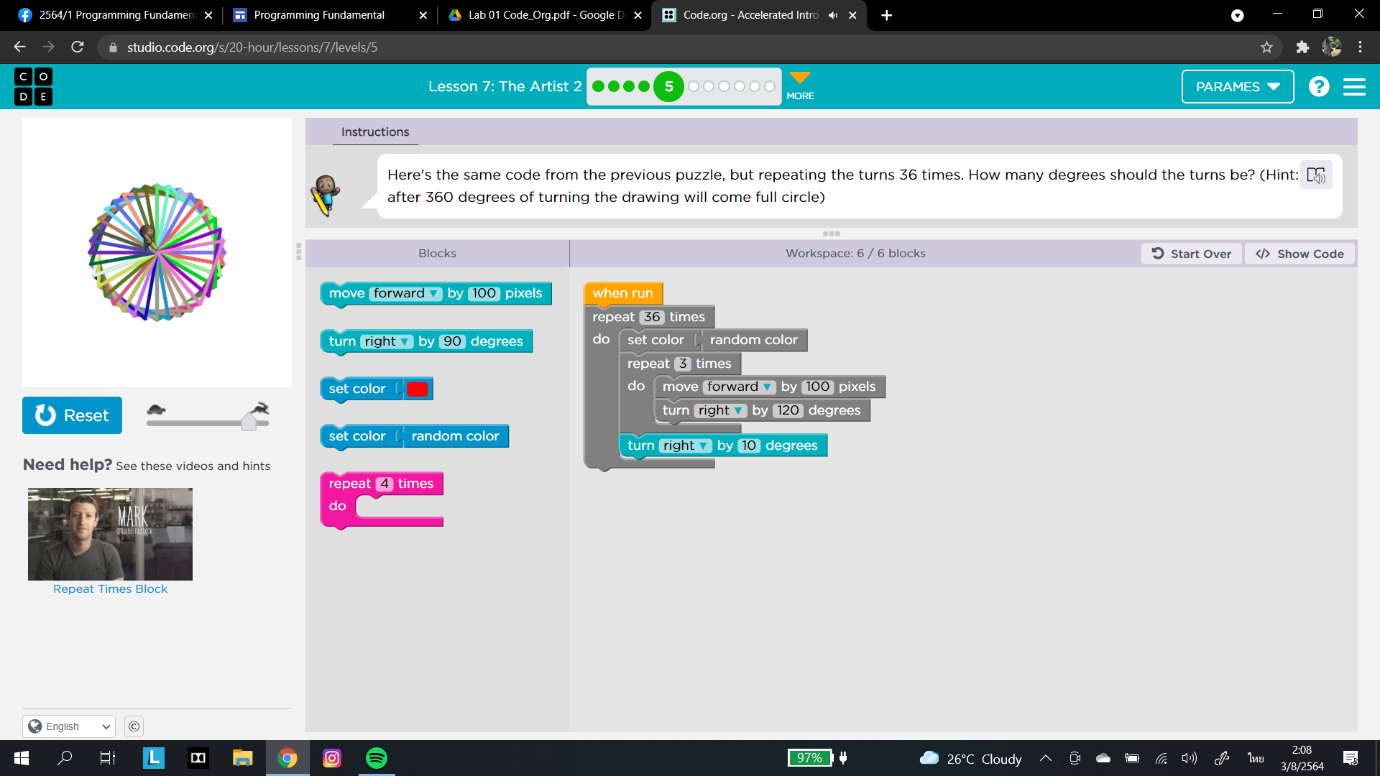 2564/1 Programming Fundamen
Programming Fundamental
Lab 01 Code_Org.pdf - Google D
Code.org - Accelerated Intro
studio.code.org/s/20-hour/lessons/7/levels/5
C O
D E
Lesson 7: The Artist 2
5
MORE
PARAMES
?
Instructions
Here's the same code from the previous puzzle, but repeating the turns 36 times. How many degrees should the turns be? (Hint:
after 360 degrees of turning the drawing will come full circle)
Blocks
Workspace: 6 / 6 blocks
Start Over
</> Show Code
move forward by 100 pixels
turn right by 90 degrees
set color
set color random color
repeat 4 times
do
when run
repeat 36 times
do set color random color
repeat 3 times
do move forward by 100 pixels
turn right by 120 degrees
turn right by 10 degrees
Reset
Need help? See these videos and hints
MARK
Repeat Times Block
English
©
L
97%
26°C Cloudy
ไทย
2:08
3/8/2564